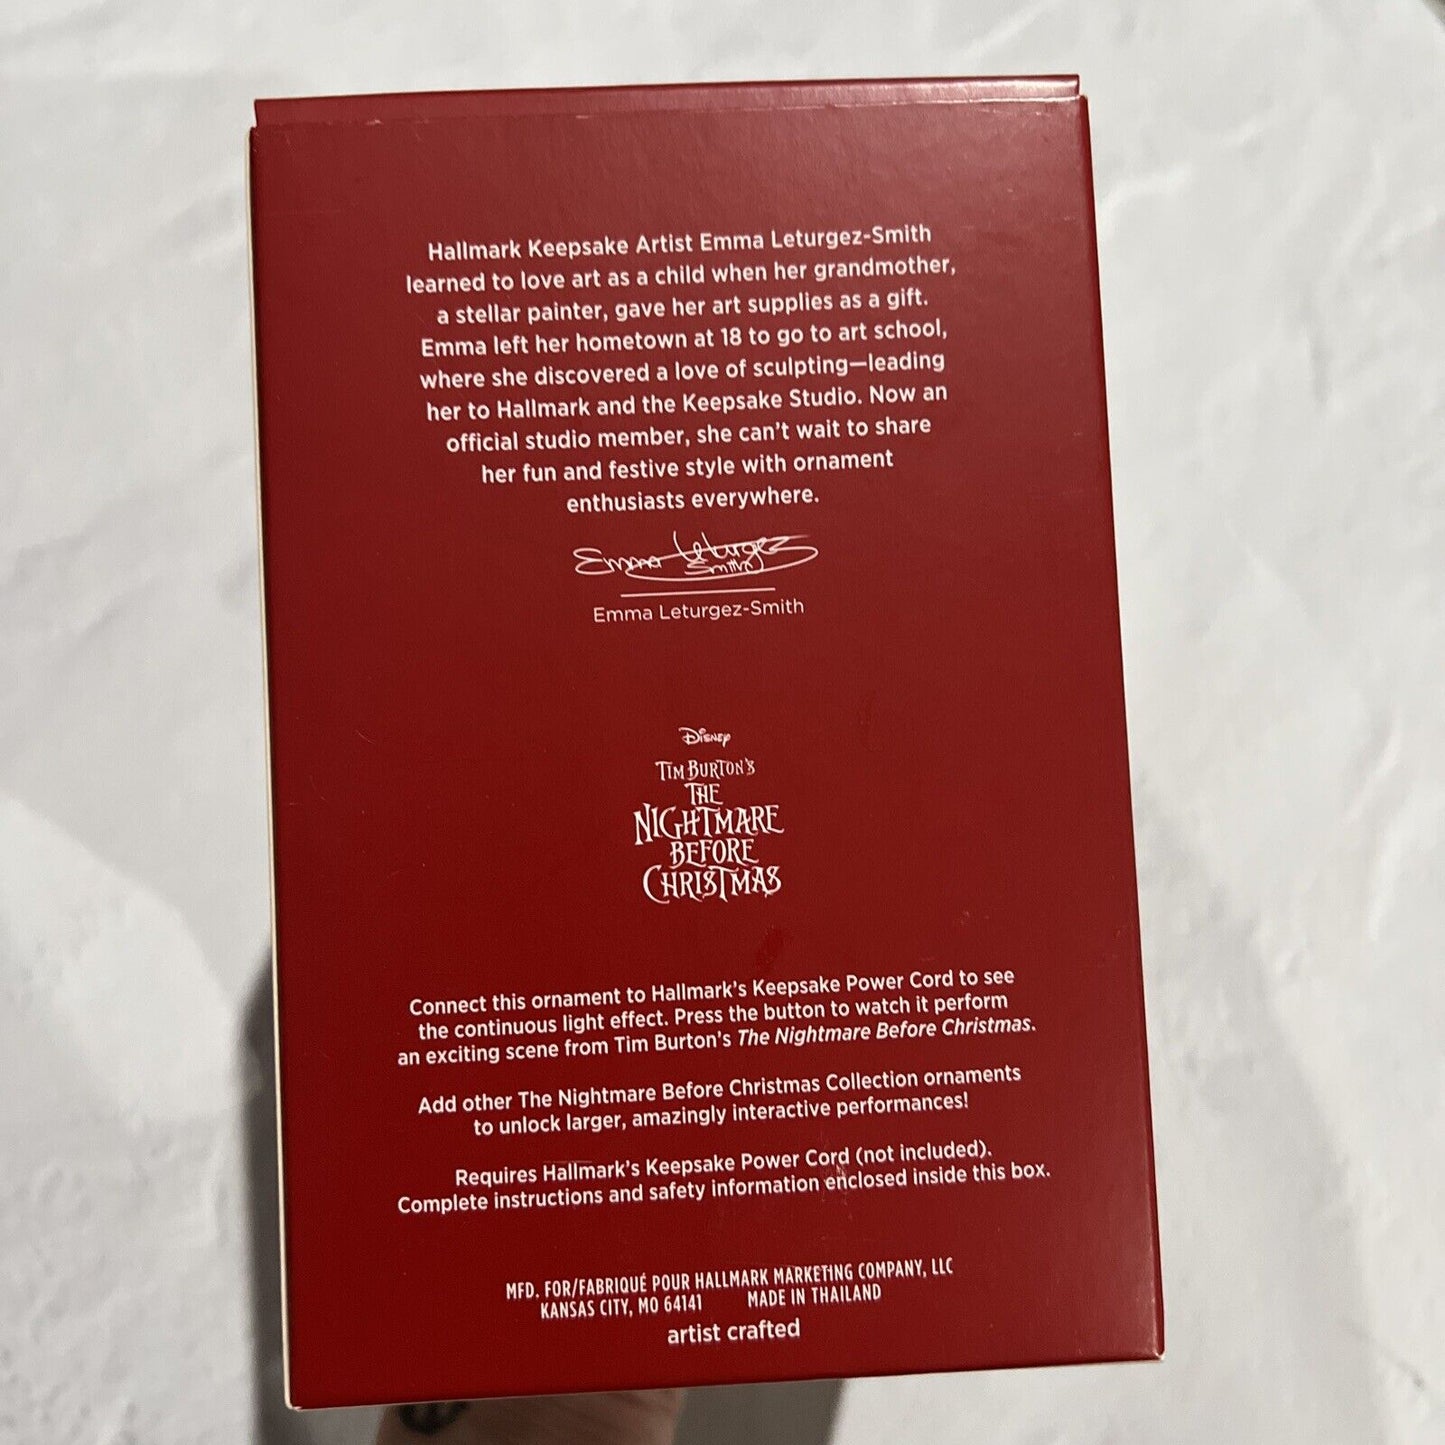 Hallmark Keepsake Artist Emma Leturgez-Smith
learned to love art as a child when her grandmother,
a stellar painter, gave her art supplies as a gift.
Emma left her hometown at 18 to go to art school,
where she discovered a love of sculpting—leading
her to Hallmark and the Keepsake Studio. Now an
official studio member, she can't wait to share
her fun and festive style with ornament
enthusiasts everywhere.
Emma Leturgez
Smith
Emma Leturgez-Smith
Disney
TIM BURTON'S
THE
NIGHTMARE
BEFORE
CHRISTMAS
Connect this ornament to Hallmark's Keepsake Power Cord to see
the continuous light effect. Press the button to watch it perform
an exciting scene from Tim Burton's The Nightmare Before Christmas.
Add other The Nightmare Before Christmas Collection ornaments
to unlock larger, amazingly interactive performances!
Requires Hallmark's Keepsake Power Cord (not included).
Complete instructions and safety information enclosed inside this box.
MFD. FOR/FABRIQUÉ POUR HALLMARK MARKETING COMPANY, LLC
KANSAS CITY, MO 64141 MADE IN THAILAND
artist crafted